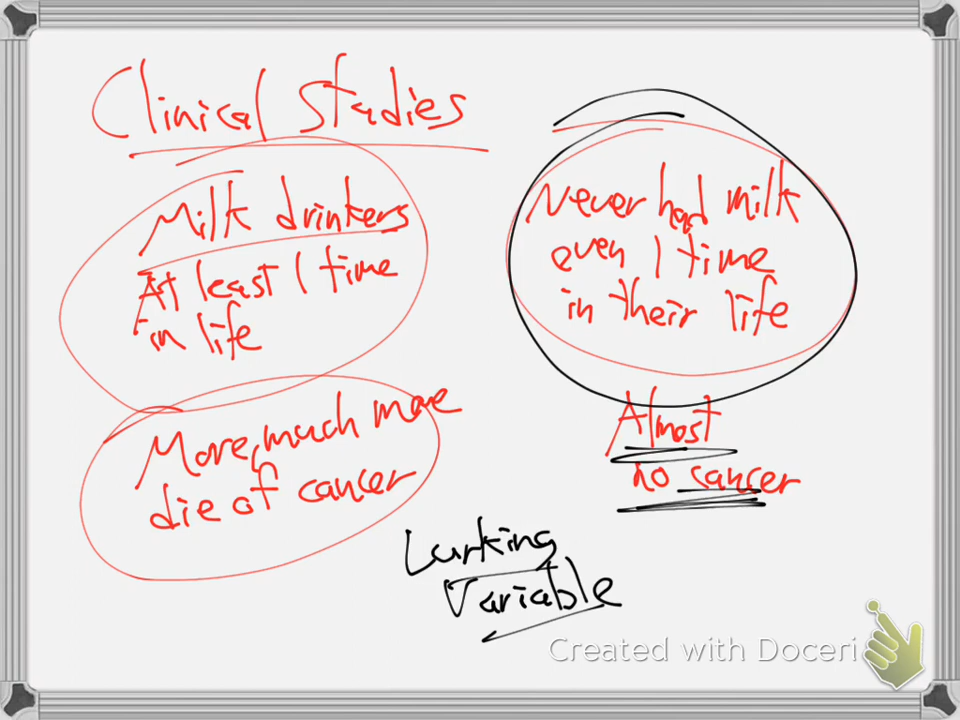 Clinical Studies
Milk drinkers
At least 1 time
in life
More, much more
die of cancer
Never had milk
even 1 time
in their life
Almost
no cancer
Lurking
Variable
Created with Doceri